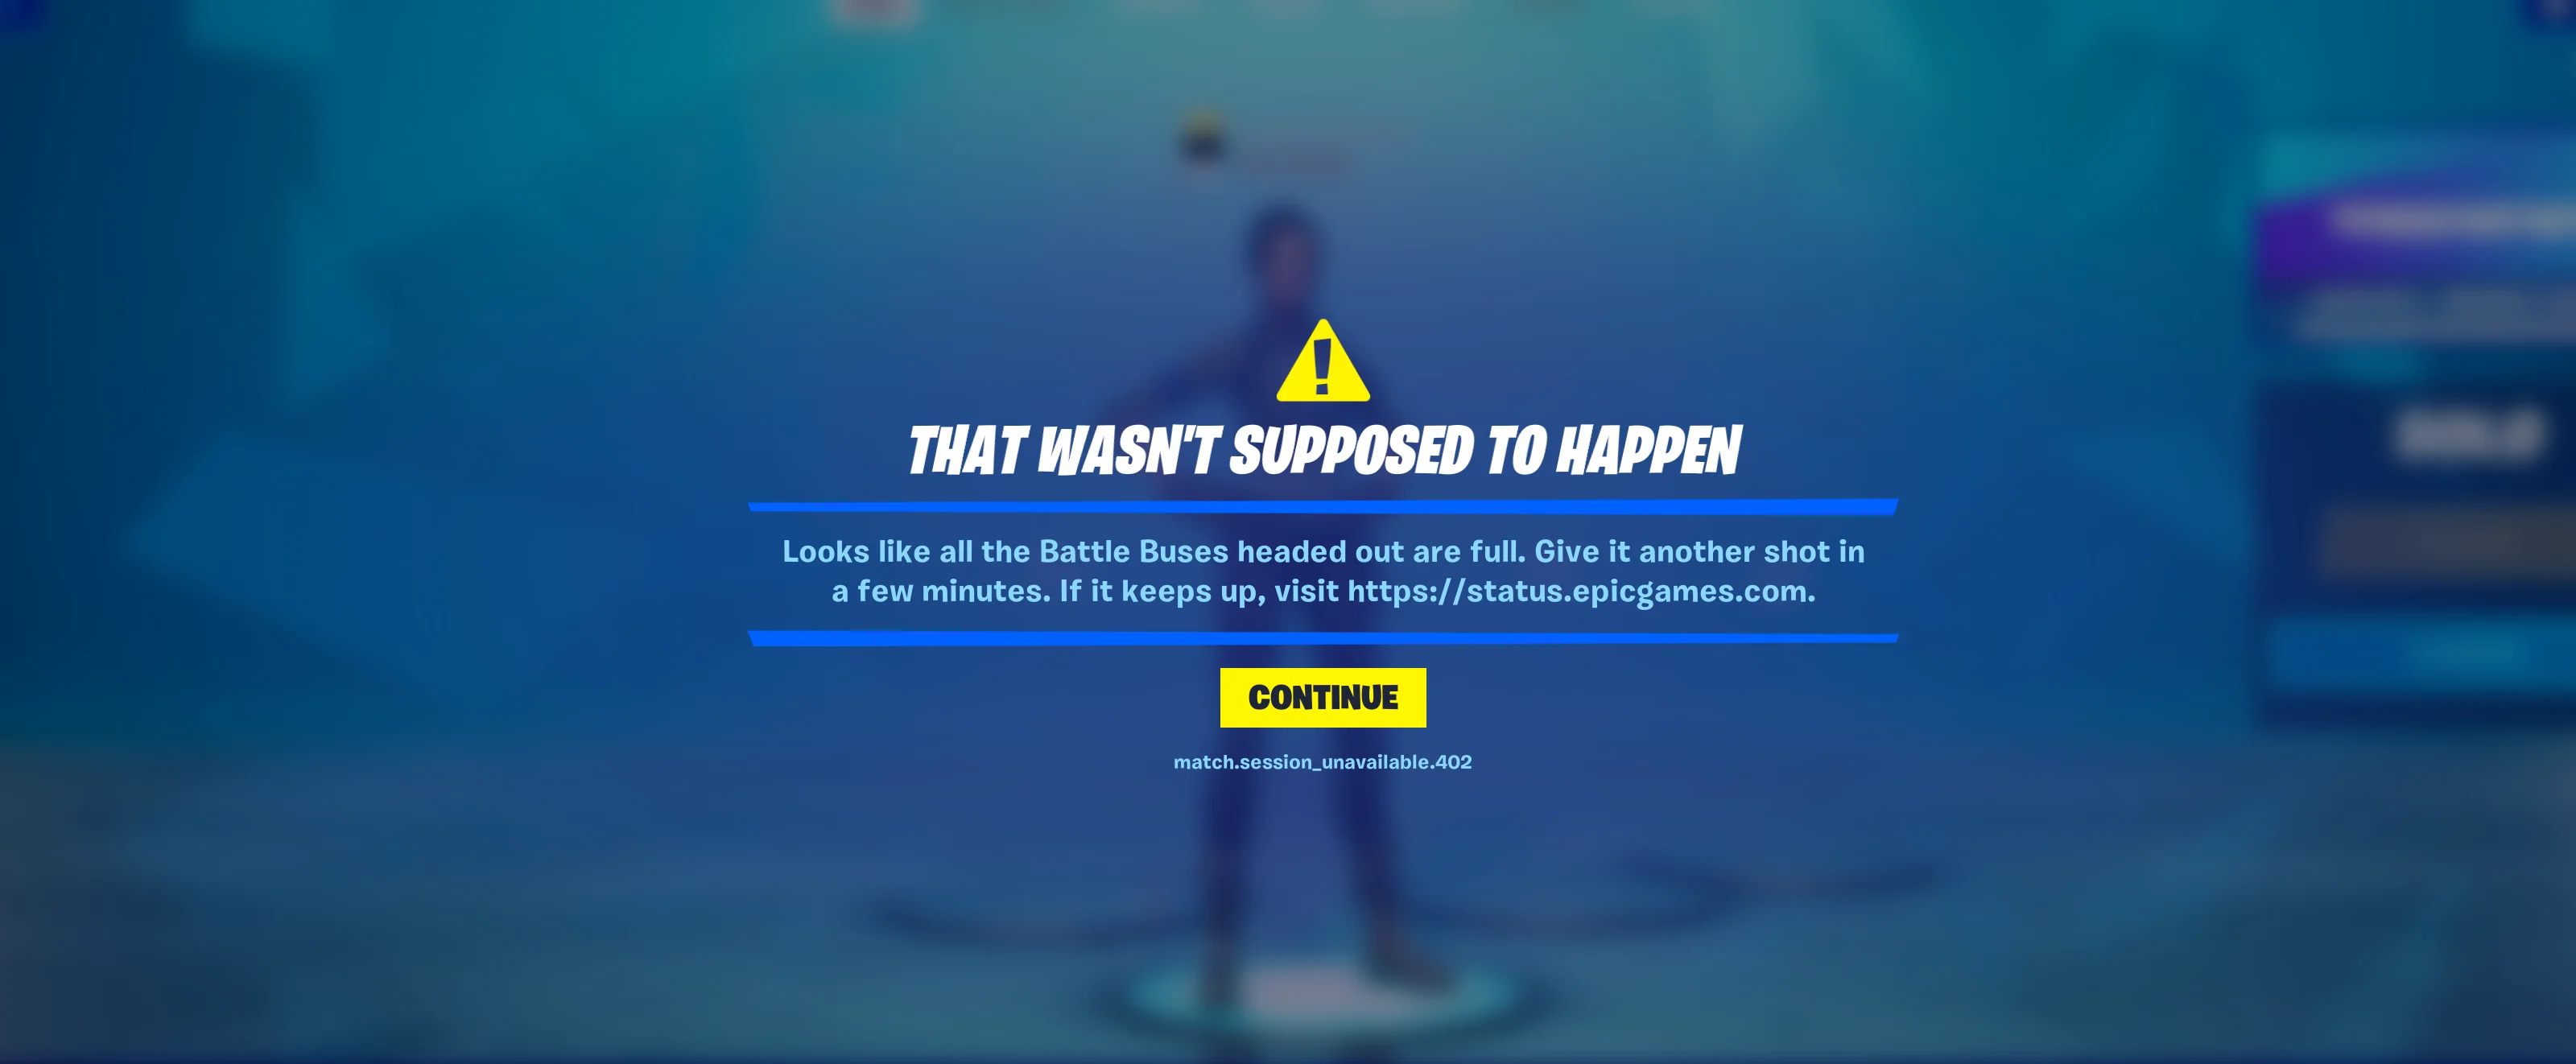 THAT WASN'T SUPPOSED TO HAPPEN
Looks like all the Battle Buses headed out are full. Give it another shot in
a few minutes. If it keeps up, visit https://status.epicgames.com.
CONTINUE
match.session_unavailable.402